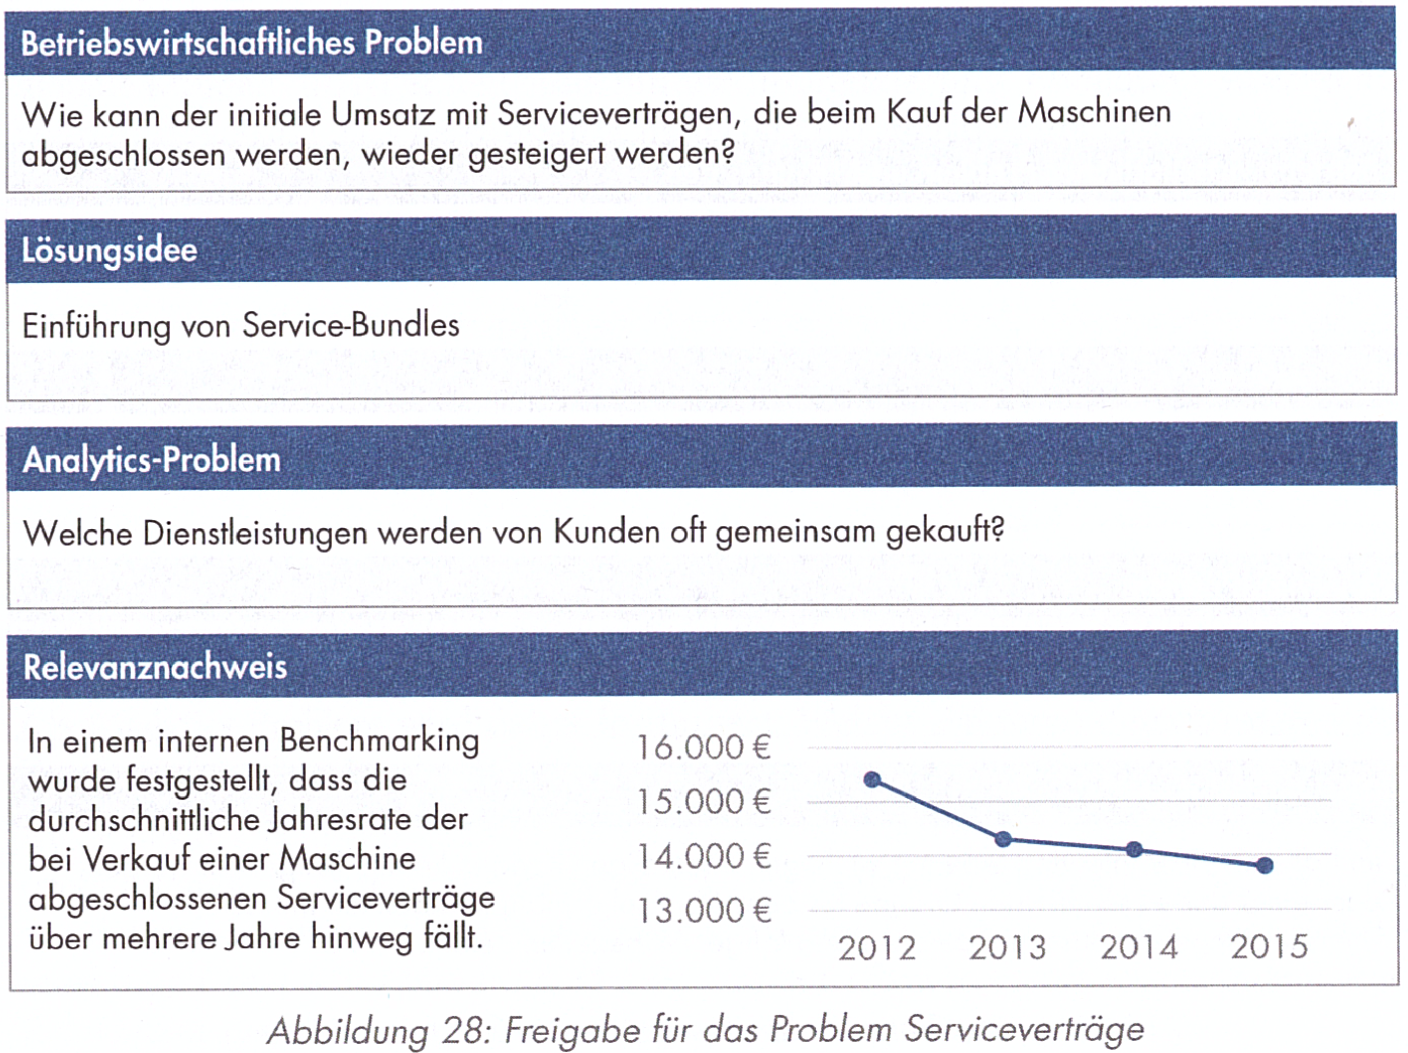 Betriebswirtschaftliches Problem
Wie kann der initiale Umsatz mit Serviceverträgen, die beim Kauf der Maschinen
abgeschlossen werden, wieder gesteigert werden?
Lösungsidee
Einführung von Service-Bundles
Analytics-Problem
Welche Dienstleistungen werden von Kunden oft gemeinsam gekauft?
Relevanznachweis
In einem internen Benchmarking
wurde festgestellt, dass die
durchschnittliche Jahresrate der
bei Verkauf einer Maschine
abgeschlossenen Serviceverträge
über mehrere Jahre hinweg fällt.
16.000 €
15.000 €
14.000 €
13.000 €
2012 2013 2014 2015
Abbildung 28: Freigabe für das Problem Serviceverträge